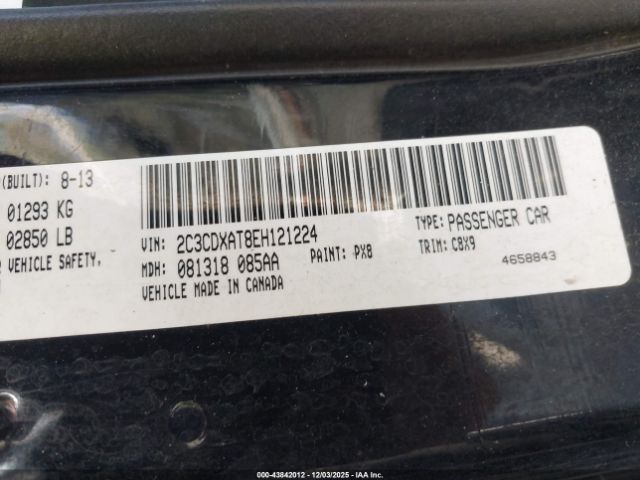 (BUILT): 8-13
01293 KG
02850 LB
VEHICLE SAFETY,
VIN: 2C3CDXAT8EH121224
TYPE: PASSENGER CAR
MDH: 081318 085AA
PAINT: PX8
TRIM: C8X9
VEHICLE MADE IN CANADA
4658843
000-43842012 - 12/03/2025 - IAA Inc.